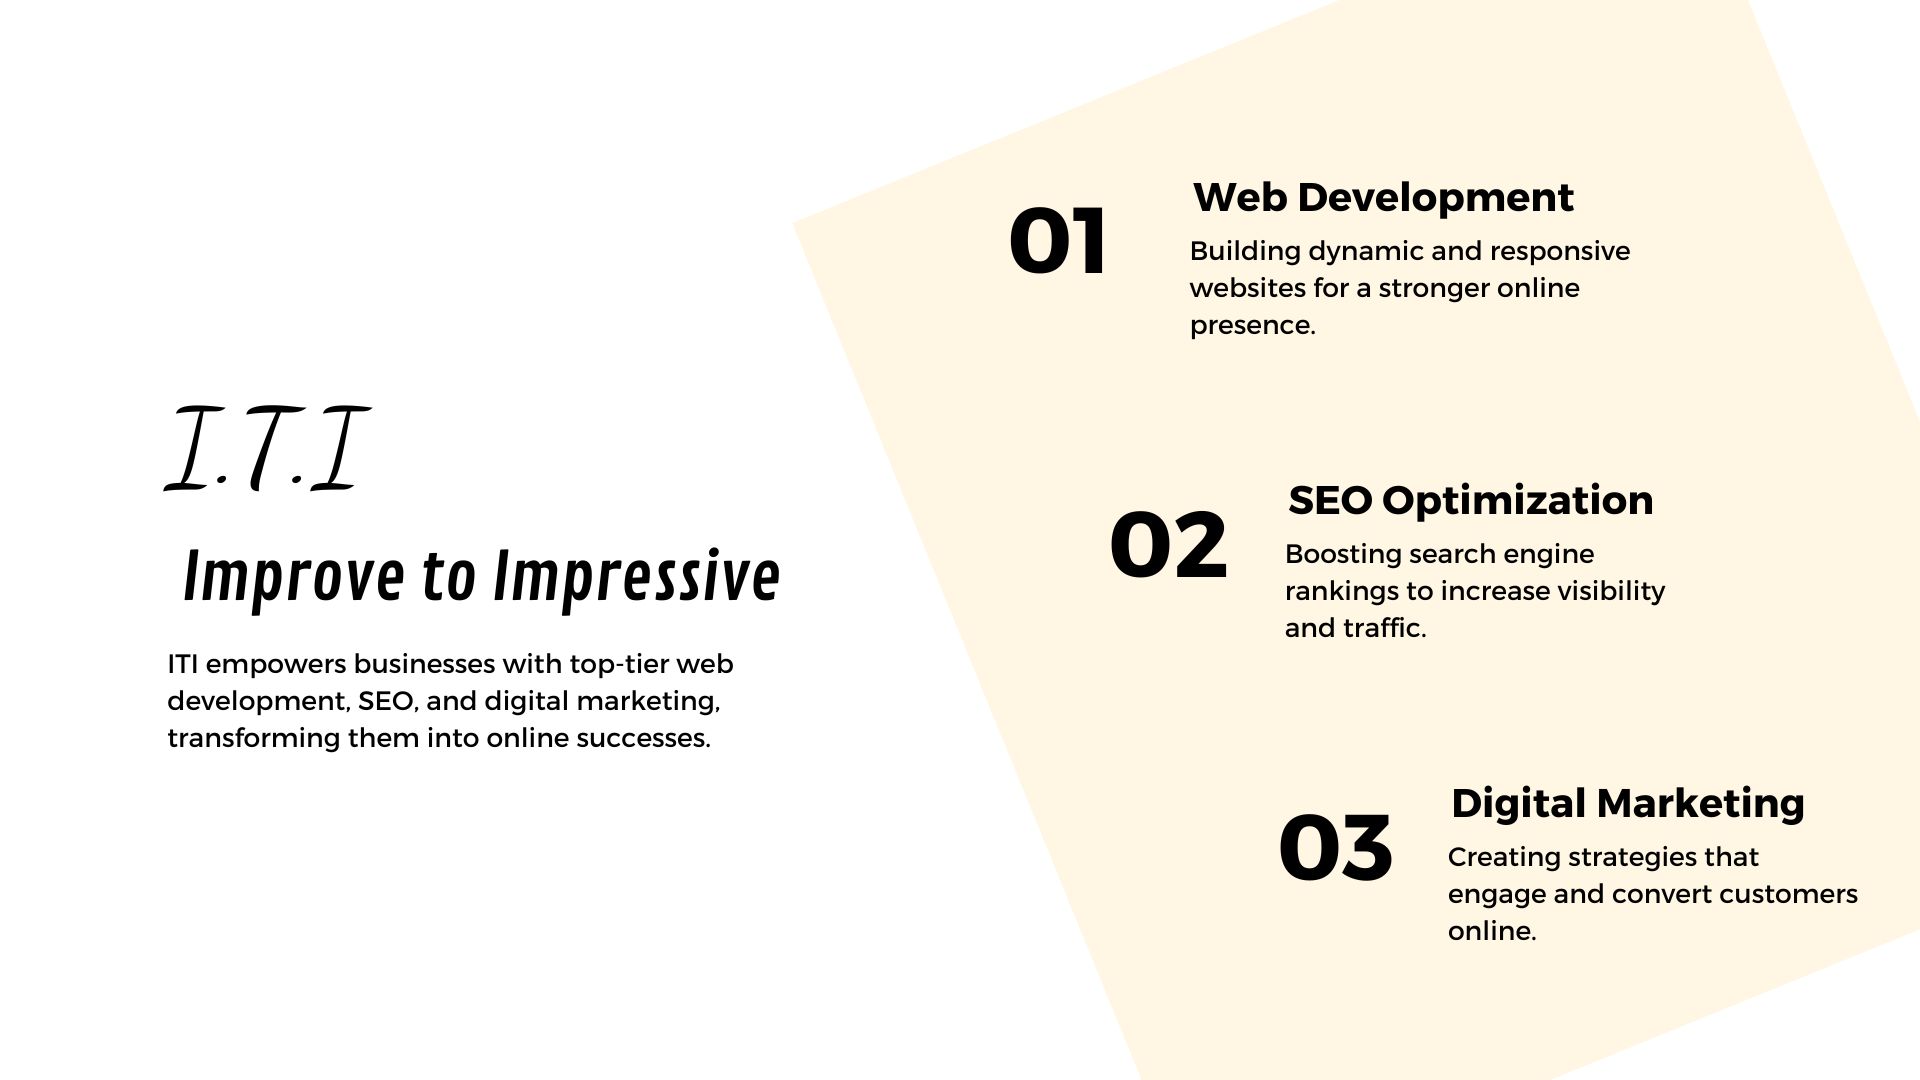 I.T.I
Improve to Impressive
ITI empowers businesses with top-tier web
development, SEO, and digital marketing,
transforming them into online successes.
01
Web Development
Building dynamic and responsive
websites for a stronger online
presence.
02
SEO Optimization
Boosting search engine
rankings to increase visibility
and traffic.
03
Digital Marketing
Creating strategies that
engage and convert customers
online.